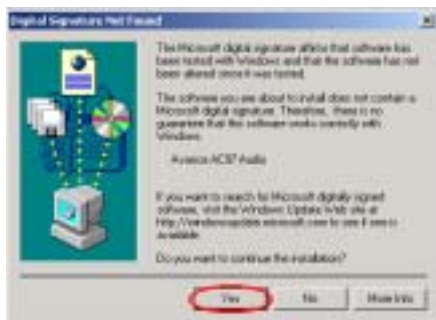 Digital Signature Not Found
The Microsoft digital signature affirms that software has
been tested with Windows and that the software has not
been altered since it was tested.
The software you are about to install does not contain a
Microsoft digital signature. Therefore, there is no
guarantee that this software works correctly with
Windows.
Avance AC97 Audio
If you want to search for Microsoft digitally signed
software, visit the Windows Update Web site at
http://windowsupdate.microsoft.com to see if one is
available.
Do you want to continue the installation?
Yes
No
More Info